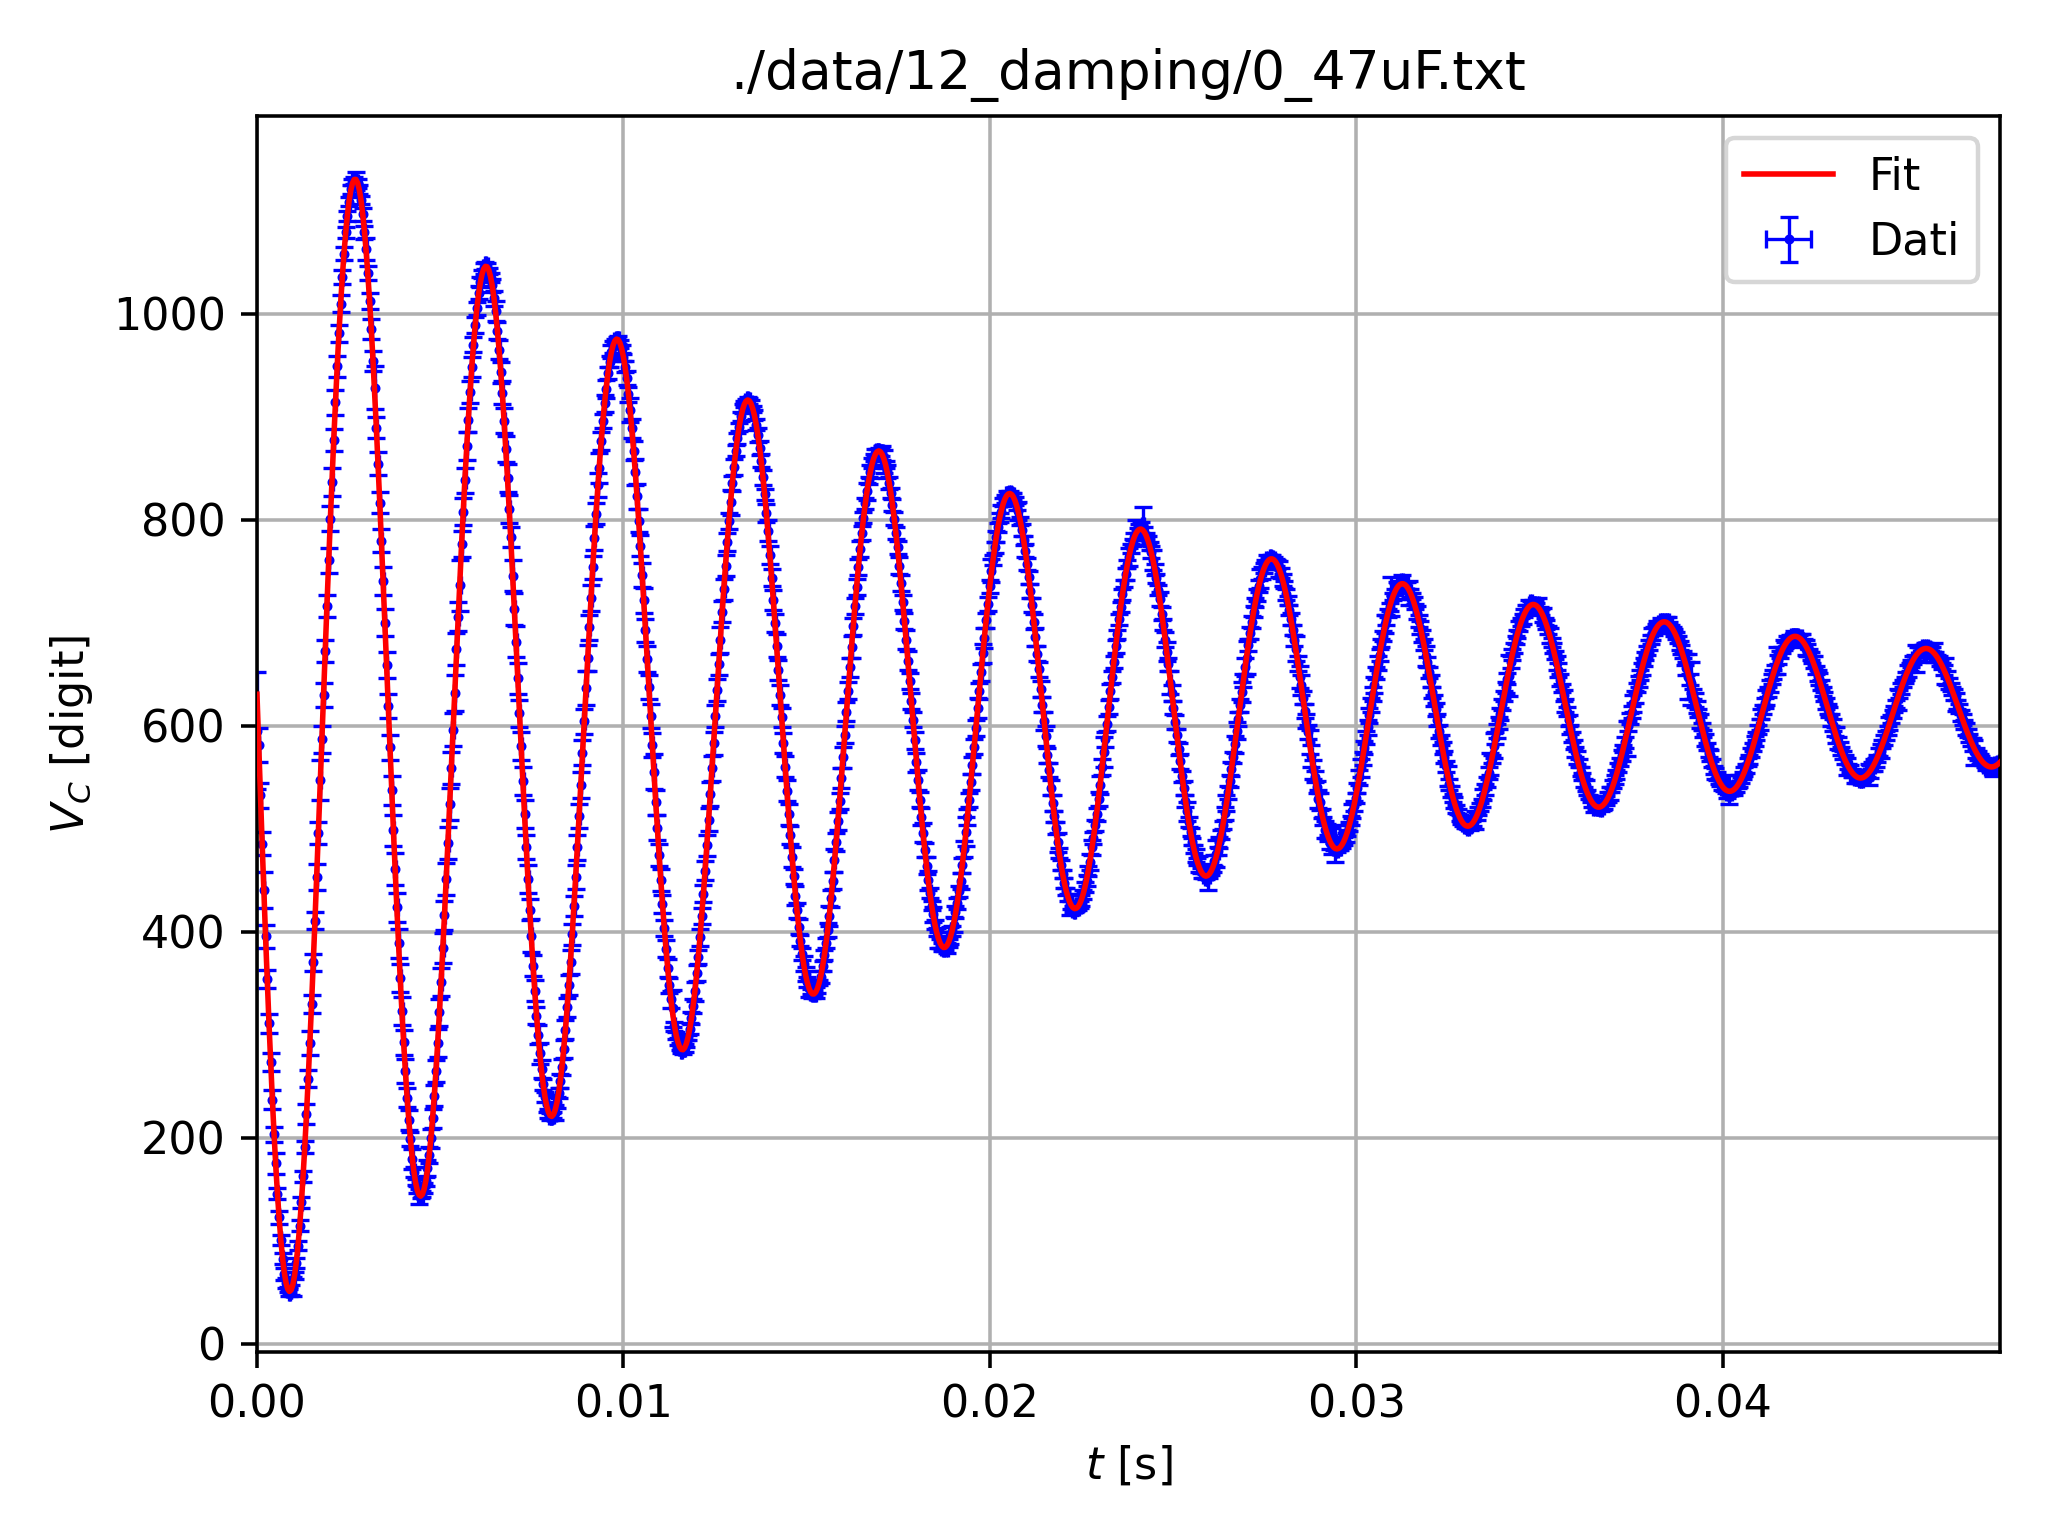 ./data/12_damping/0_47uF.txt
Fit
Dati
V_C [digit]
1000
800
600
400
200
0
0.00 0.01 0.02 0.03 0.04
t [s]